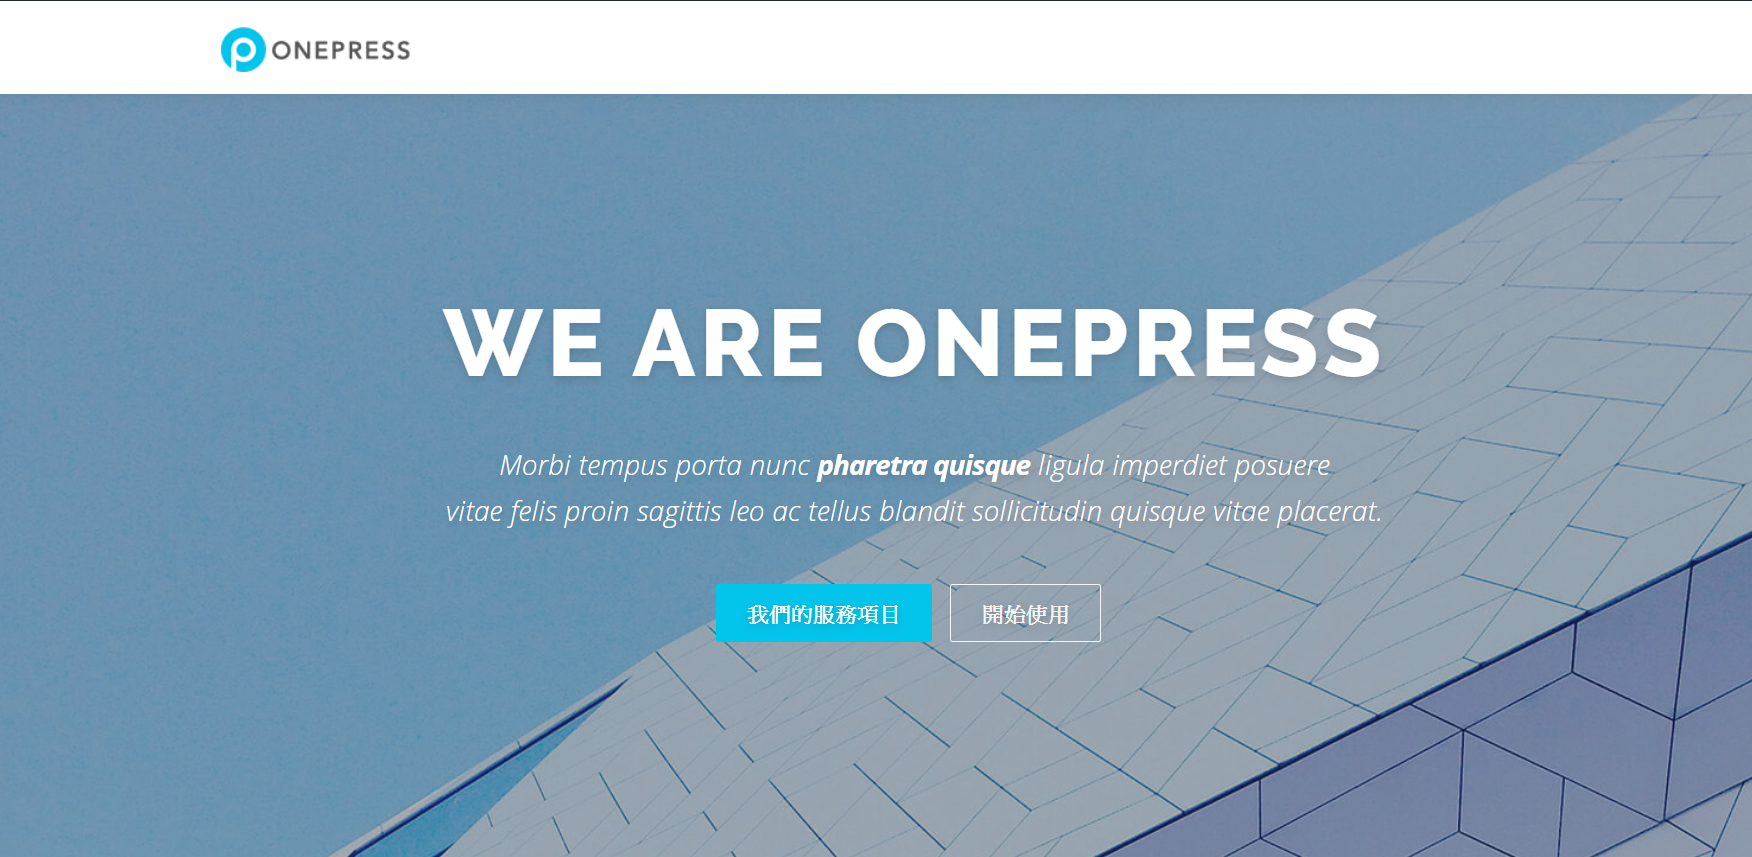 ONEPRESS
WE ARE ONEPRESS
Morbi tempus porta nunc pharetra quisque ligula imperdiet posuere
vitae felis proin sagittis leo ac tellus blandit sollicitudin quisque vitae placerat.
我們的服務項目
開始使用